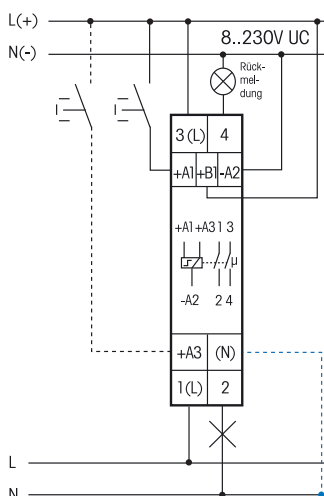 L(+)
N(-)
8..230V UC
Rück-
mel-
dung
3(L) 4
+A1 +B1 -A2
+A1 +A3 1 3
µ
-A2 2 4
+A3 (N)
1(L) 2
L
N